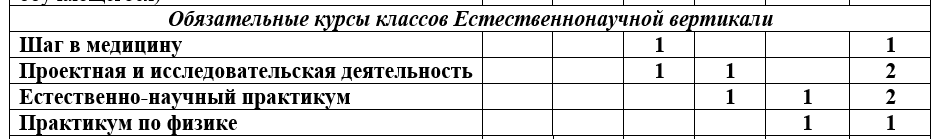 Обязательные курсы классов Естественнонаучной вертикали
Шаг в медицину 1 1
Проектная и исследовательская деятельность 1 1 2
Естественно-научный практикум 1 1 2
Практикум по физике 1 1